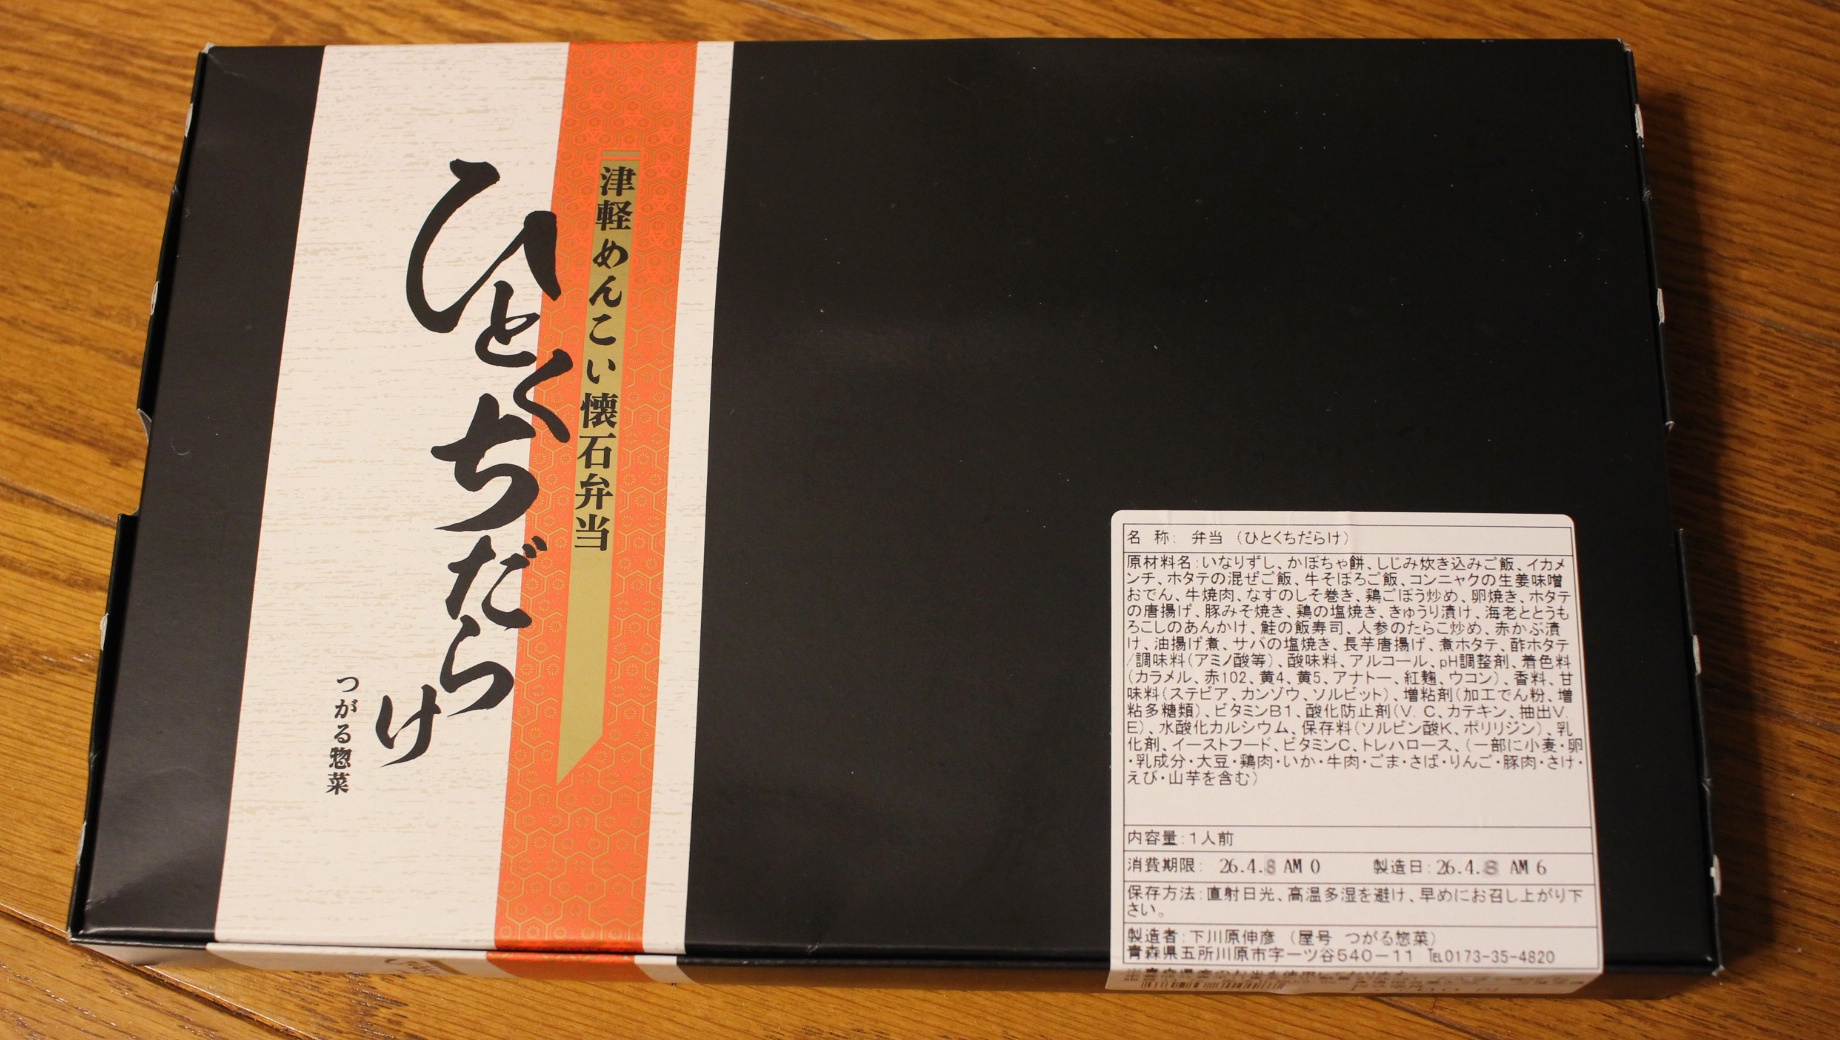 ひとくちだらけ
津軽めんこい懐石弁当
つがる惣菜
名 称: 弁当 (ひとくちだらけ)
原材料名:いなりずし、かぼちゃ餅、しじみ炊き込みご飯、イカメ
ンチ、ホタテの混ぜご飯、牛そぼろご飯、コンニャクの生姜味噌
おでん、牛焼肉、なすのしそ巻き、鶏ごぼう炒め、卵焼き、ホタテ
の唐揚げ、豚みそ焼き、鶏の塩焼き、きゅうり漬け、海老ととうも
ろこしのあんかけ、鮭の飯寿司、人参のたらこ炒め、赤かぶ漬
け、油揚げ煮、サバの塩焼き、長芋唐揚げ、煮ホタテ、酢ホタテ
/調味料(アミノ酸等)、酸味料、アルコール、pH調整剤、着色料
(カラメル、赤102、黄4、黄5、アナトー、紅麹、ウコン)、香料、甘
味料(ステビア、カンゾウ、ソルビット)、増粘剤(加工でん粉、増
粘多糖類)、ビタミンB1、酸化防止剤(V.C、カテキン、抽出V.
E)、水酸化カルシウム、保存料(ソルビン酸K、ポリリジン)、乳
化剤、イーストフード、ビタミンC、トレハロース、(一部に小麦・卵
・乳成分・大豆・鶏肉・いか・牛肉・ごま・さば・りんご・豚肉・さけ・
えび・山芋を含む)
内容量:1人前
消費期限: 26.4.8 AM 0 製造日:26.4.8 AM 6
保存方法:直射日光、高温多湿を避け、早めにお召し上がり下
さい。
製造者:下川原伸彦 (屋号 つがる惣菜)
青森県五所川原市字一ツ谷540-11 ℡0173-35-4820